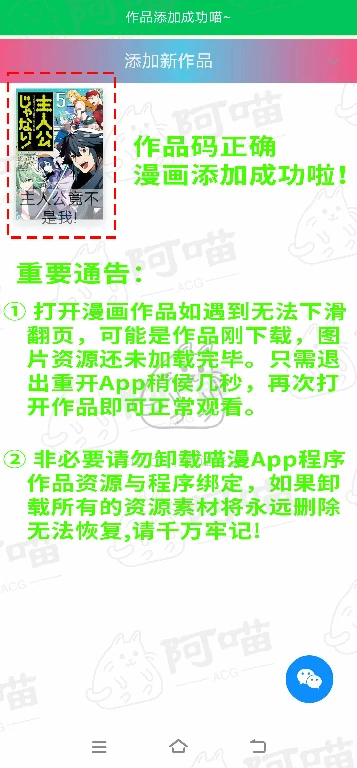 作品添加成功喵~
添加新作品
主人公
じゃない!
5
主人公竟不
是我!
作品码正确
漫画添加成功啦!
重要通告:
① 打开漫画作品如遇到无法下滑
翻页，可能是作品刚下载，图
片资源还未加载完毕。只需退
出重开App稍侯几秒，再次打
开作品即可正常观看。
② 非必要请勿卸载喵漫App程序
作品资源与程序绑定，如果卸
载所有的资源素材将永远删除
无法恢复,请千万牢记!
阿喵
ACG